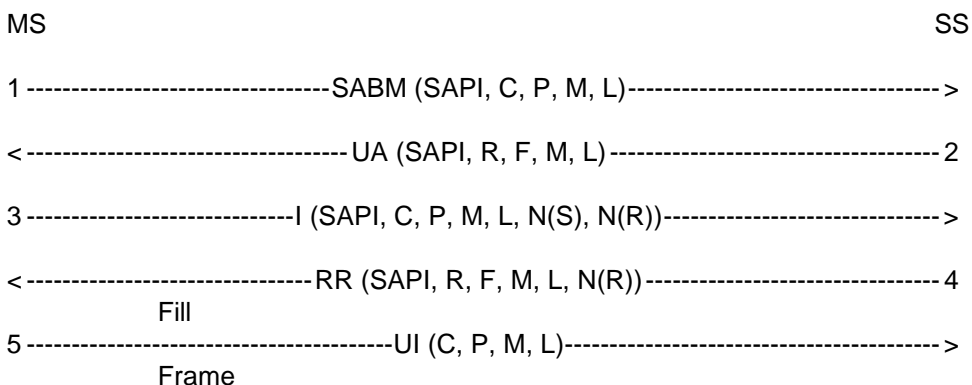 MS SS
1 ----------------------------------SABM (SAPI, C, P, M, L)----------------------------------- >
< ------------------------------------ UA (SAPI, R, F, M, L) ------------------------------------- 2
3 ------------------------------I (SAPI, C, P, M, L, N(S), N(R))------------------------------- >
< --------------------------------RR (SAPI, R, F, M, L, N(R))--------------------------------- 4
Fill
5 -----------------------------------------UI (C, P, M, L)------------------------------------------ >
Frame